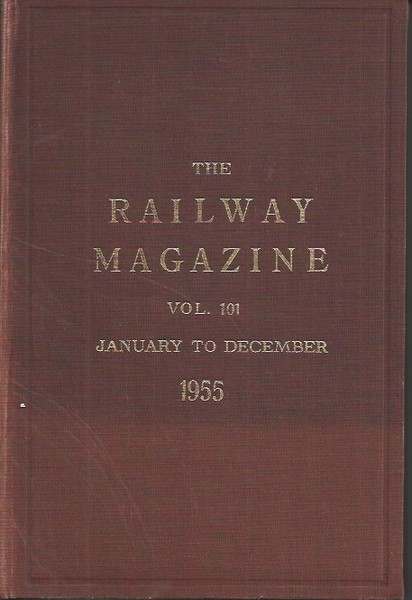 THE
RAILWAY
MAGAZINE
VOL. 101
JANUARY TO DECEMBER
1955